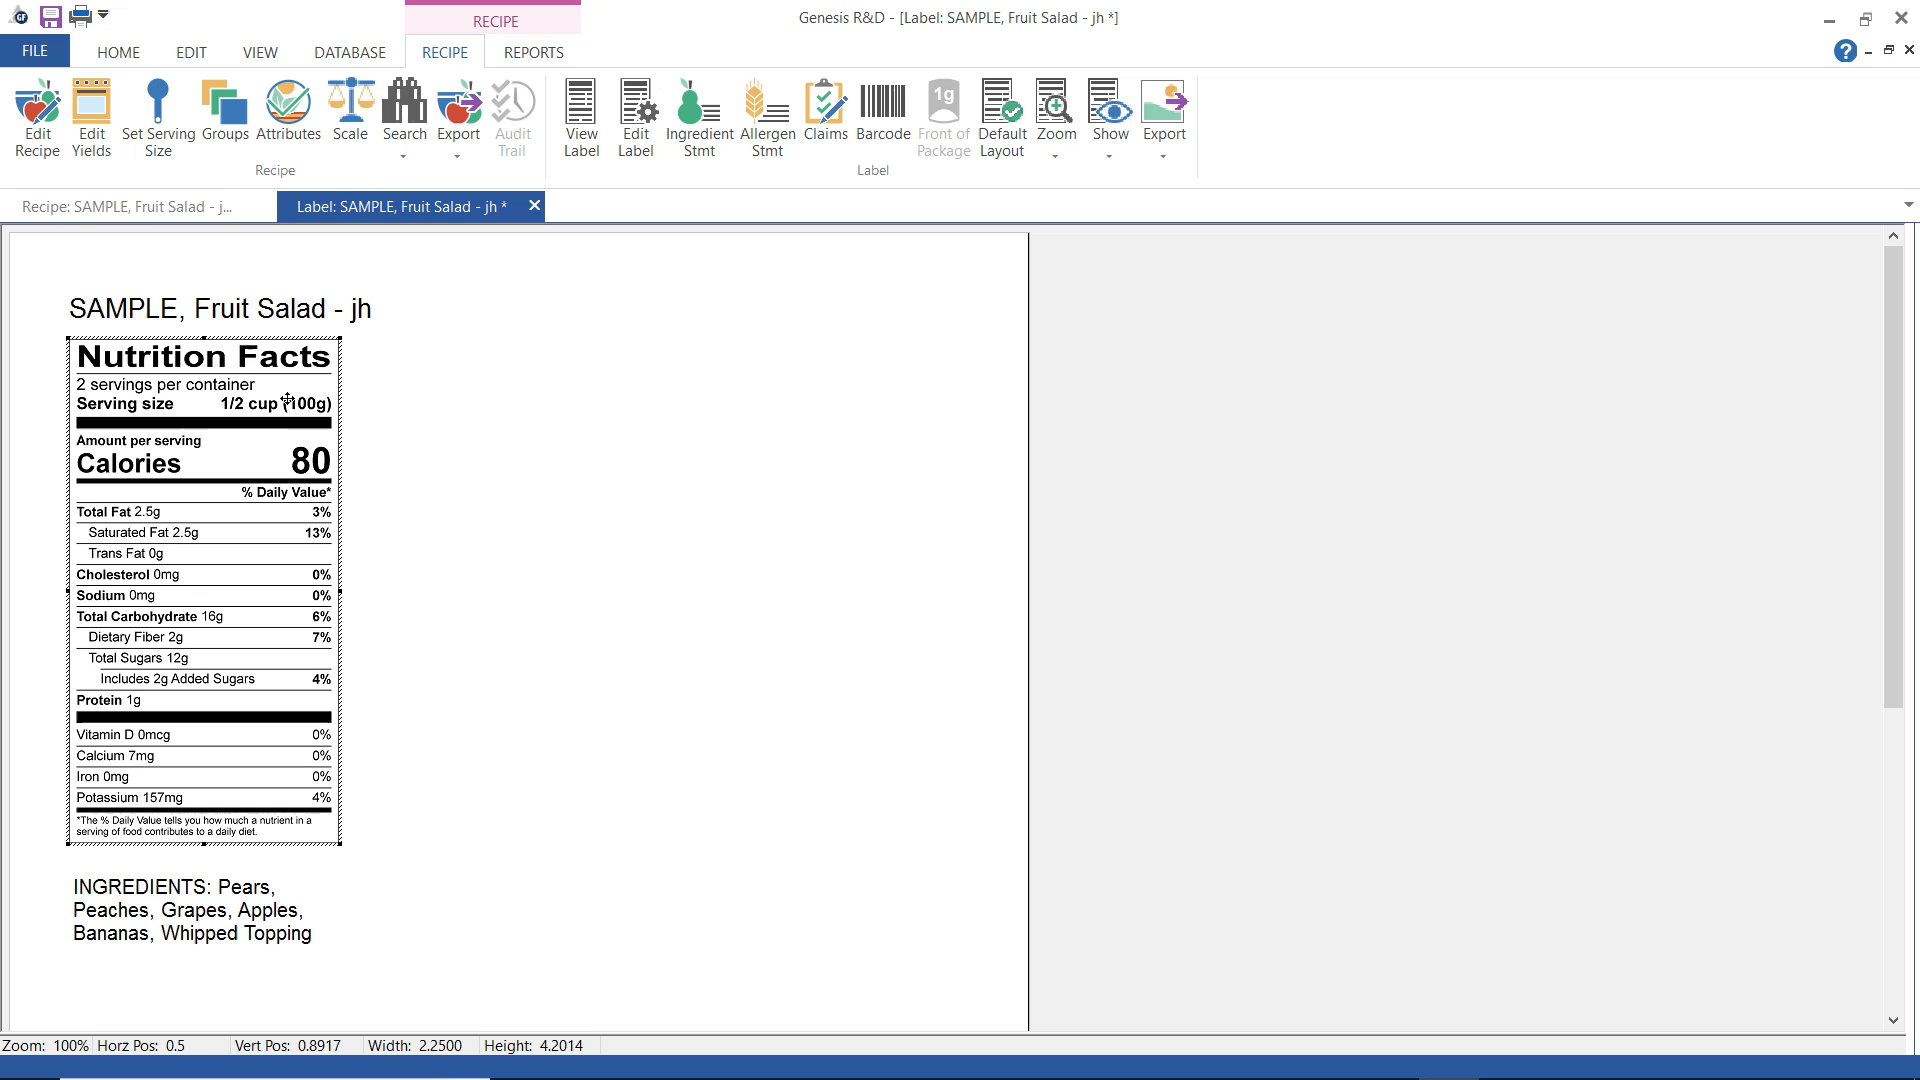 RECIPE
Genesis R&D - [Label: SAMPLE, Fruit Salad - jh *]
FILE HOME EDIT VIEW DATABASE RECIPE REPORTS
Edit Recipe
Edit Yields
Set Serving Size
Groups
Attributes
Scale
Search
Export
Audit Trail
View Label
Edit Label
Ingredient Stmt
Allergen Stmt
Claims
Barcode
1g
Front of Package
Default Layout
Zoom
Show
Export
Recipe Label
Recipe: SAMPLE, Fruit Salad - j...
Label: SAMPLE, Fruit Salad - jh *
SAMPLE, Fruit Salad - jh
Nutrition Facts
2 servings per container
Serving size 1/2 cup (100g)
Amount per serving
Calories 80
% Daily Value*
Total Fat 2.5g 3%
Saturated Fat 2.5g 13%
Trans Fat 0g
Cholesterol 0mg 0%
Sodium 0mg 0%
Total Carbohydrate 16g 6%
Dietary Fiber 2g 7%
Total Sugars 12g
Includes 2g Added Sugars 4%
Protein 1g
Vitamin D 0mcg 0%
Calcium 7mg 0%
Iron 0mg 0%
Potassium 157mg 4%
*The % Daily Value tells you how much a nutrient in a
serving of food contributes to a daily diet.
INGREDIENTS: Pears,
Peaches, Grapes, Apples,
Bananas, Whipped Topping
Zoom: 100% Horz Pos: 0.5 Vert Pos: 0.8917 Width: 2.2500 Height: 4.2014